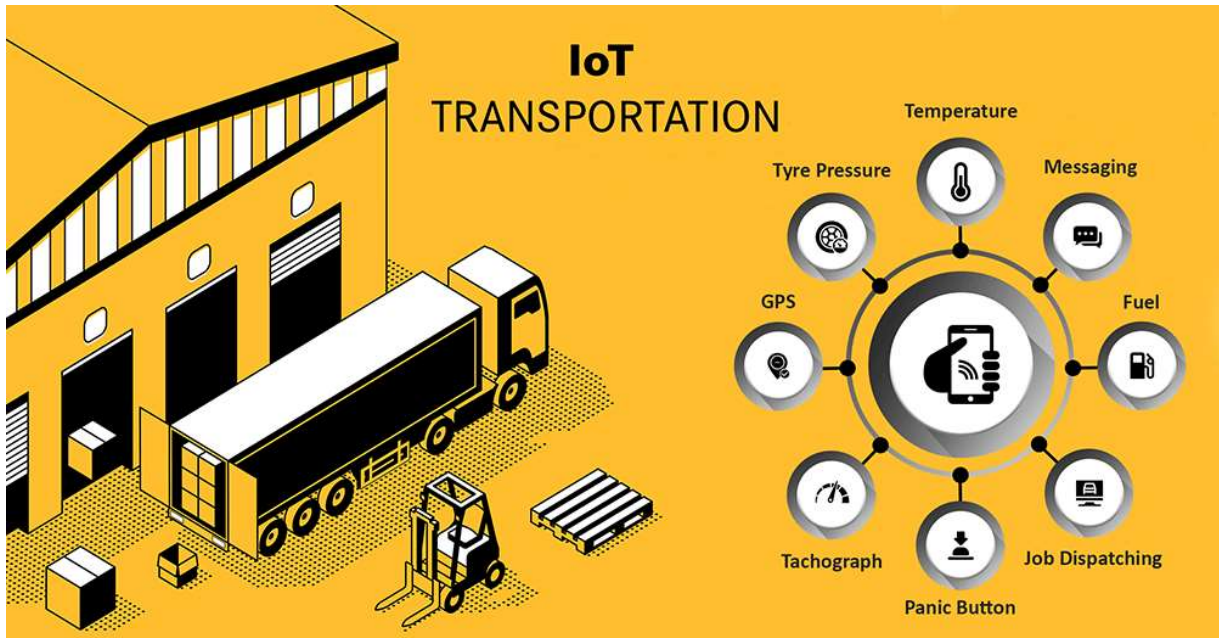 IoT
TRANSPORTATION
Temperature
Tyre Pressure
Messaging
GPS
Fuel
Tachograph
Job Dispatching
Panic Button